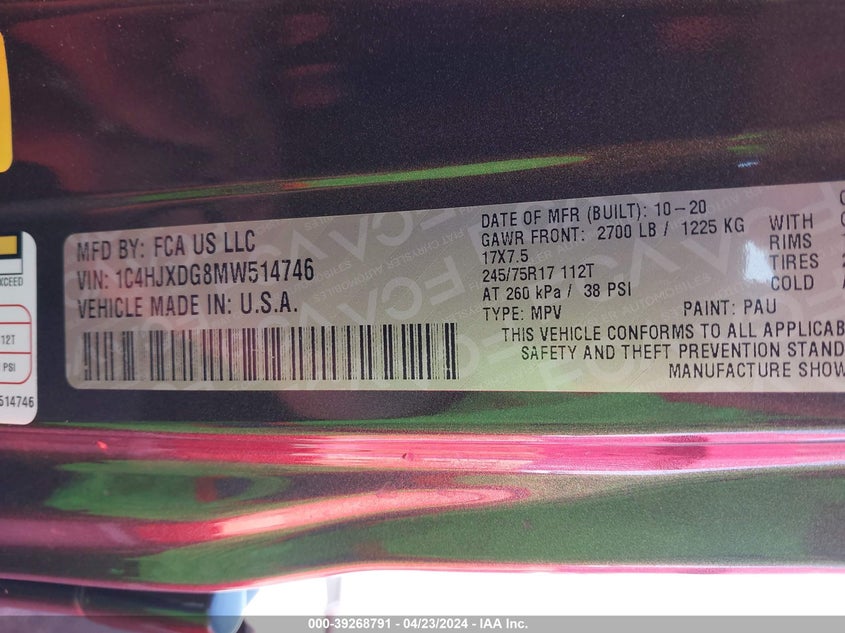 MFD BY: FCA US LLC
VIN: 1C4HJXDG8MW514746
VEHICLE MADE IN: U.S.A.
DATE OF MFR (BUILT): 10-20
GAWR FRONT: 2700 LB / 1225 KG
WITH
17X7.5
RIMS
245/75R17 112T
TIRES
AT 260 kPa / 38 PSI
COLD
TYPE: MPV
PAINT: PAU
THIS VEHICLE CONFORMS TO ALL APPLICAB
SAFETY AND THEFT PREVENTION STAND
MANUFACTURE SHOW
XCEED
12T
PSI
514746
000-39268791 - 04/23/2024 - IAA Inc.